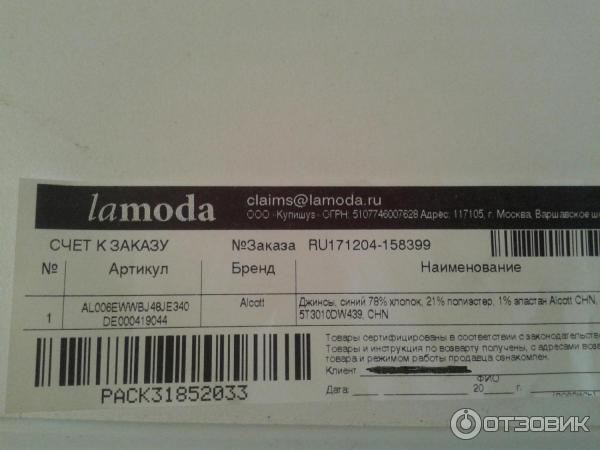 lamoda
claims@lamoda.ru
ООО «Купишуз» ОГРН: 5107746007628 Адрес: 117105, г. Москва, Варшавское
СЧЕТ К ЗАКАЗУ №Заказа RU171204-158399
№ Артикул Бренд Наименование
1 AL006EWWBJ48JE340 Alcott Джинсы, синий 78% хлопок, 21% полиэстер, 1% эластан Alcott CHN,
DE000419044 5T3010DW439, CHN
Товары сертифицированы в соответствии с
Товары и инструкция по возврату получены, с адресами
товара и режимом работы продавца ознакомлен.
Клиент
ФИО
Дата: 20 г.
PACK31852033
ОТЗОВИК